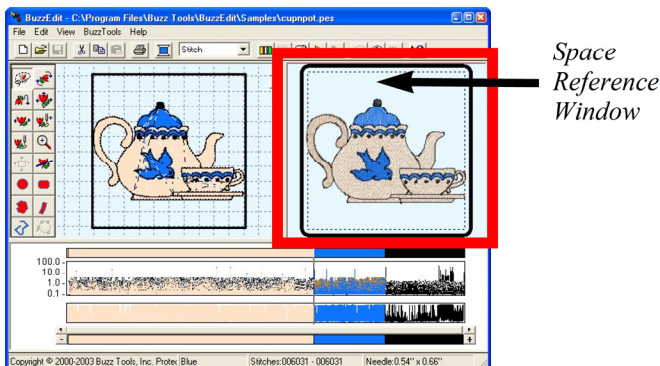 BuzzEdit - C:\Program Files\Buzz Tools\BuzzEdit\Samples\cupnpot.pes
File Edit View BuzzTools Help
Stitch
Space
Reference
Window
100.0
10.0
1.0
0.1
Copyright © 2000-2003 Buzz Tools, Inc. Protec Blue Stitches:006031 - 006031 Needle:0.54" x 0.66"